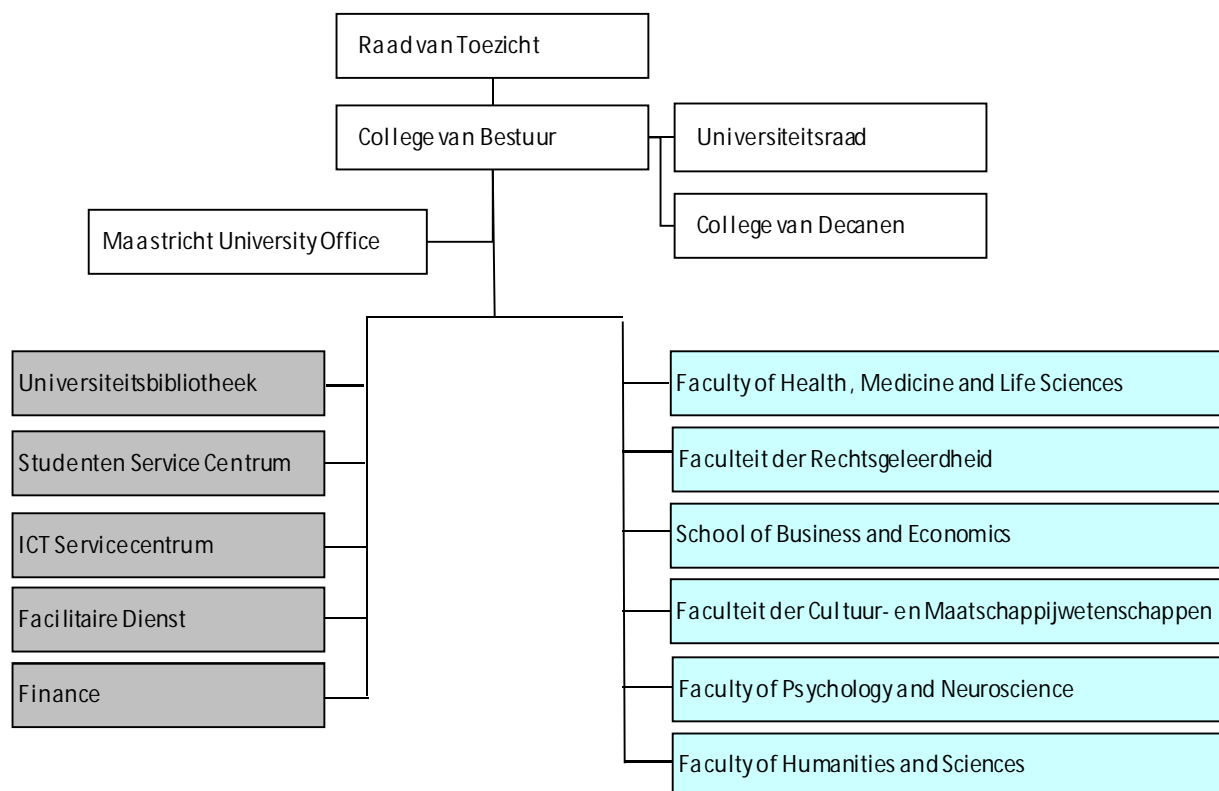 Raad van Toezicht
College van Bestuur
Universiteitsraad
College van Decanen
Maastricht University Office
Universiteitsbibliotheek
Studenten Service Centrum
ICT Servicecentrum
Facilitaire Dienst
Finance
Faculty of Health, Medicine and Life Sciences
Faculteit der Rechtsgeleerdheid
School of Business and Economics
Faculteit der Cultuur- en Maatschappijwetenschappen
Faculty of Psychology and Neuroscience
Faculty of Humanities and Sciences